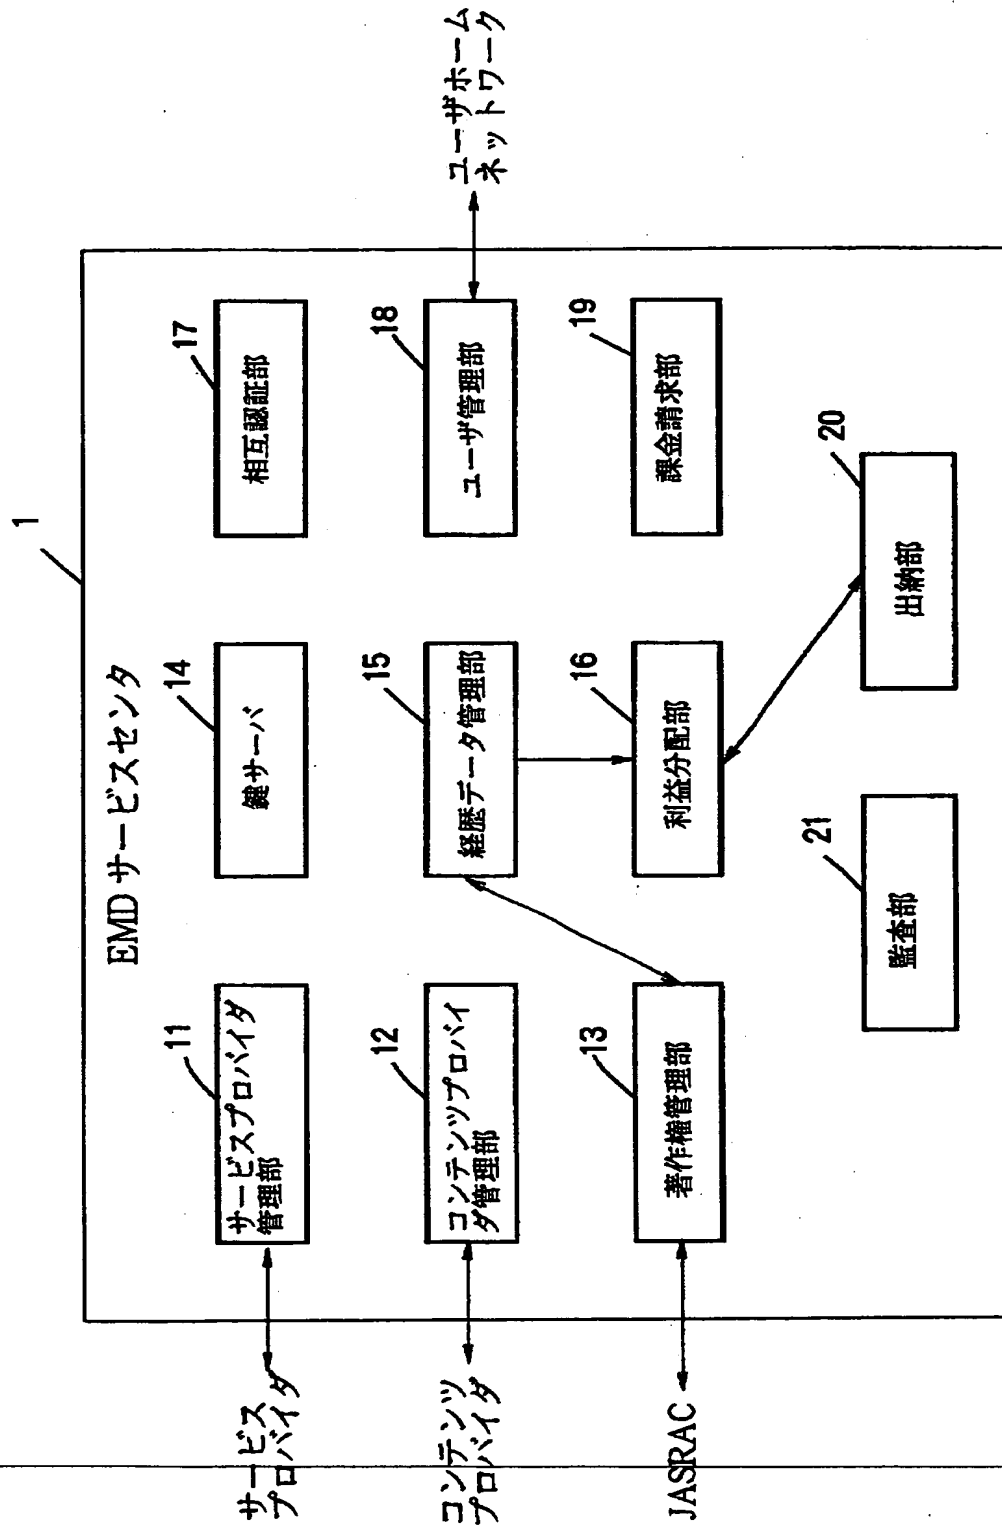 1
EMD サービスセンタ
サービス
プロバイダ
サービスプロバイダ
管理部
11
鍵サーバ
14
相互認証部
17
コンテンツ
プロバイダ
コンテンツプロバイ
ダ管理部
12
経歴データ管理部
15
ユーザ管理部
18
ユーザホーム
ネットワーク
JASRAC
著作権管理部
13
利益分配部
16
課金請求部
19
監査部
21
出納部
20